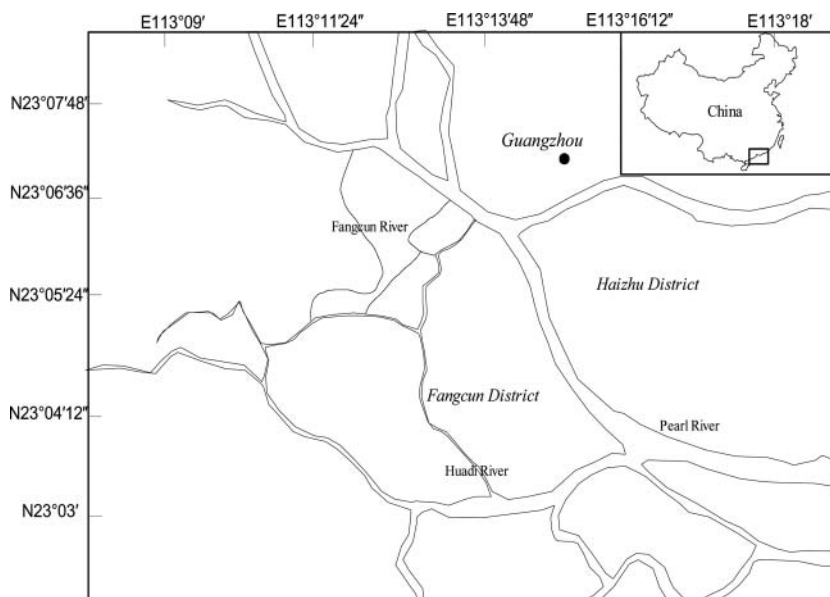 E113°09′ E113°11′24″ E113°13′48″ E113°16′12″ E113°18′
N23°07′48″
China
Guangzhou
N23°06′36″
Fangcun River
N23°05′24″
Haizhu District
Fangcun District
N23°04′12″
Pearl River
Huadi River
N23°03′